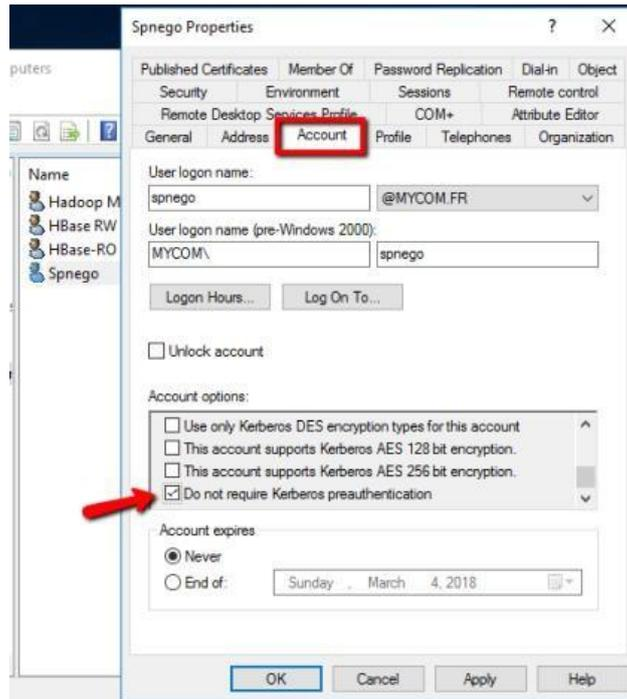 Spnego Properties ? ×
puters
Published Certificates Member Of Password Replication Dial-in Object
Security Environment Sessions Remote control
Remote Desktop Services Profile COM+ Attribute Editor
General Address Account Profile Telephones Organization
Name
Hadoop M
HBase RW
HBase-RO
Spnego
User logon name:
spnego @MYCOM.FR
User logon name (pre-Windows 2000):
MYCOM\ spnego
Logon Hours... Log On To...
Unlock account
Account options:
Use only Kerberos DES encryption types for this account
This account supports Kerberos AES 128 bit encryption.
This account supports Kerberos AES 256 bit encryption.
Do not require Kerberos preauthentication
Account expires
Never
End of: Sunday , March 4, 2018
OK Cancel Apply Help